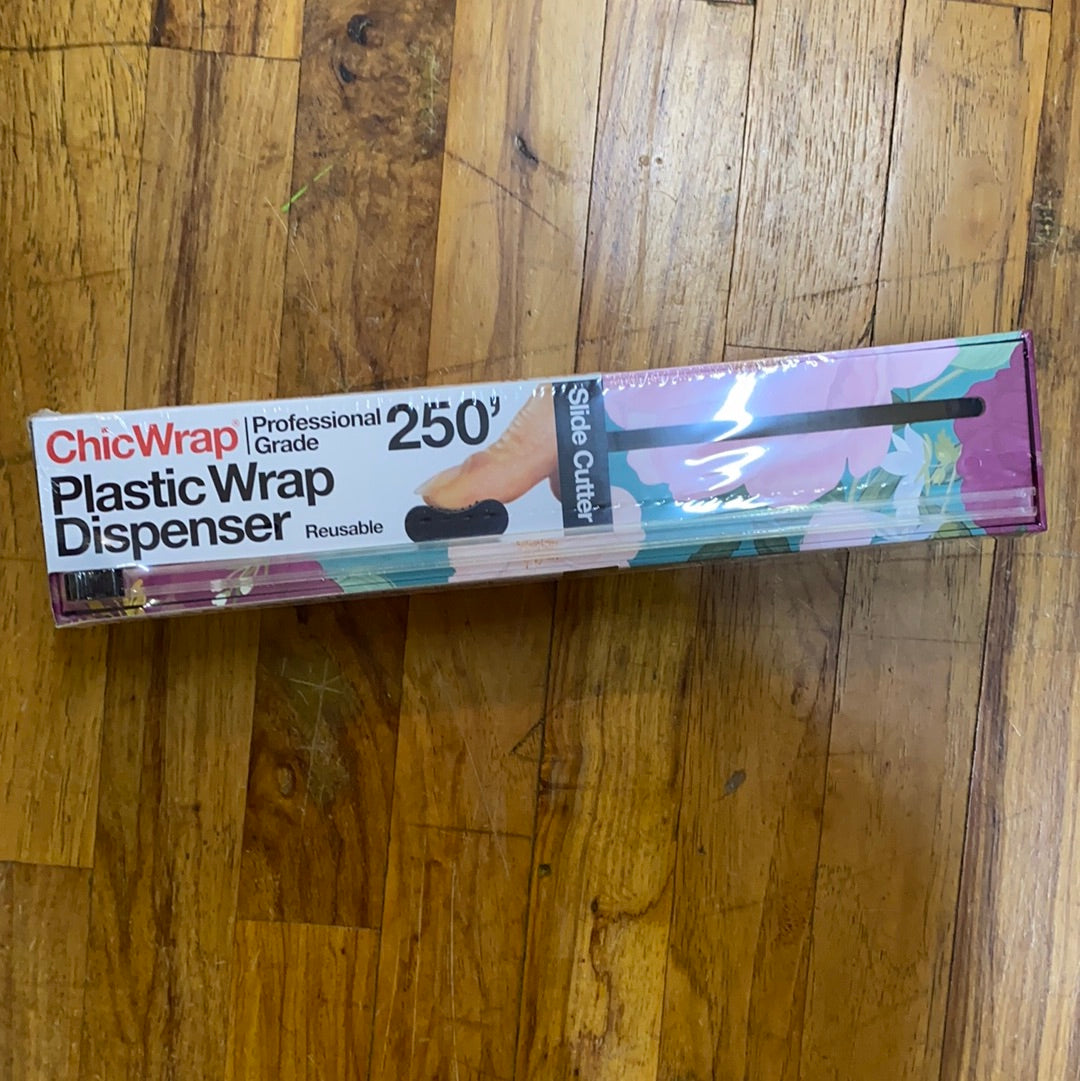 ChicWrap®
Professional
Grade
250’
Plastic Wrap
Dispenser
Reusable
Slide Cutter